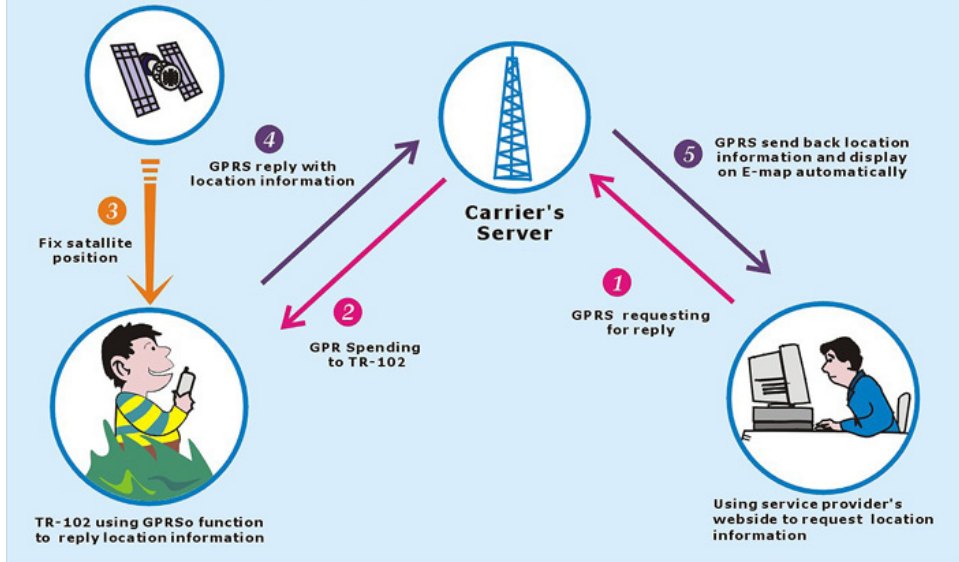 4
GPRS reply with
location information
5
GPRS send back location
information and display
on E-map automatically
Carrier's
Server
3
Fix satallite
position
2
GPR Spending
to TR-102
1
GPRS requesting
for reply
TR-102 using GPRSo function
to reply location information
Using service provider's
webside to request location
information